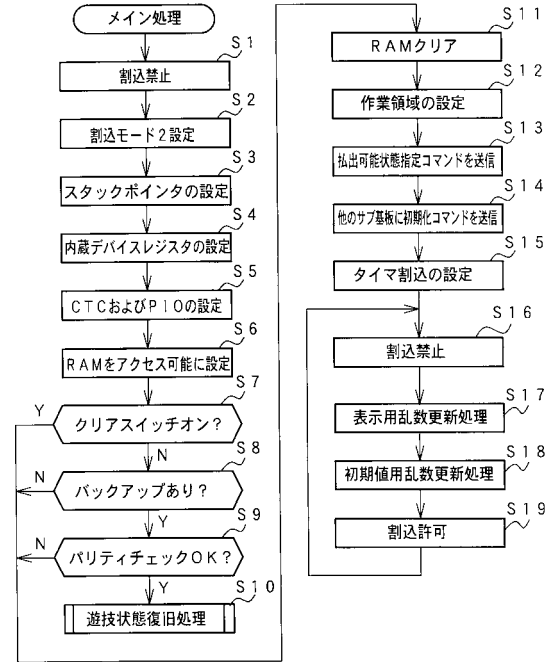 メイン処理
S1
割込禁止
S2
割込モード2設定
S3
スタックポインタの設定
S4
内蔵デバイスレジスタの設定
S5
CTCおよびPIOの設定
S6
RAMをアクセス可能に設定
S7
クリアスイッチオン?
Y
N
S8
バックアップあり?
N
Y
S9
パリティチェックOK?
N
Y
S10
遊技状態復旧処理
S11
RAMクリア
S12
作業領域の設定
S13
払出可能状態指定コマンドを送信
S14
他のサブ基板に初期化コマンドを送信
S15
タイマ割込の設定
S16
割込禁止
S17
表示用乱数更新処理
S18
初期値用乱数更新処理
S19
割込許可